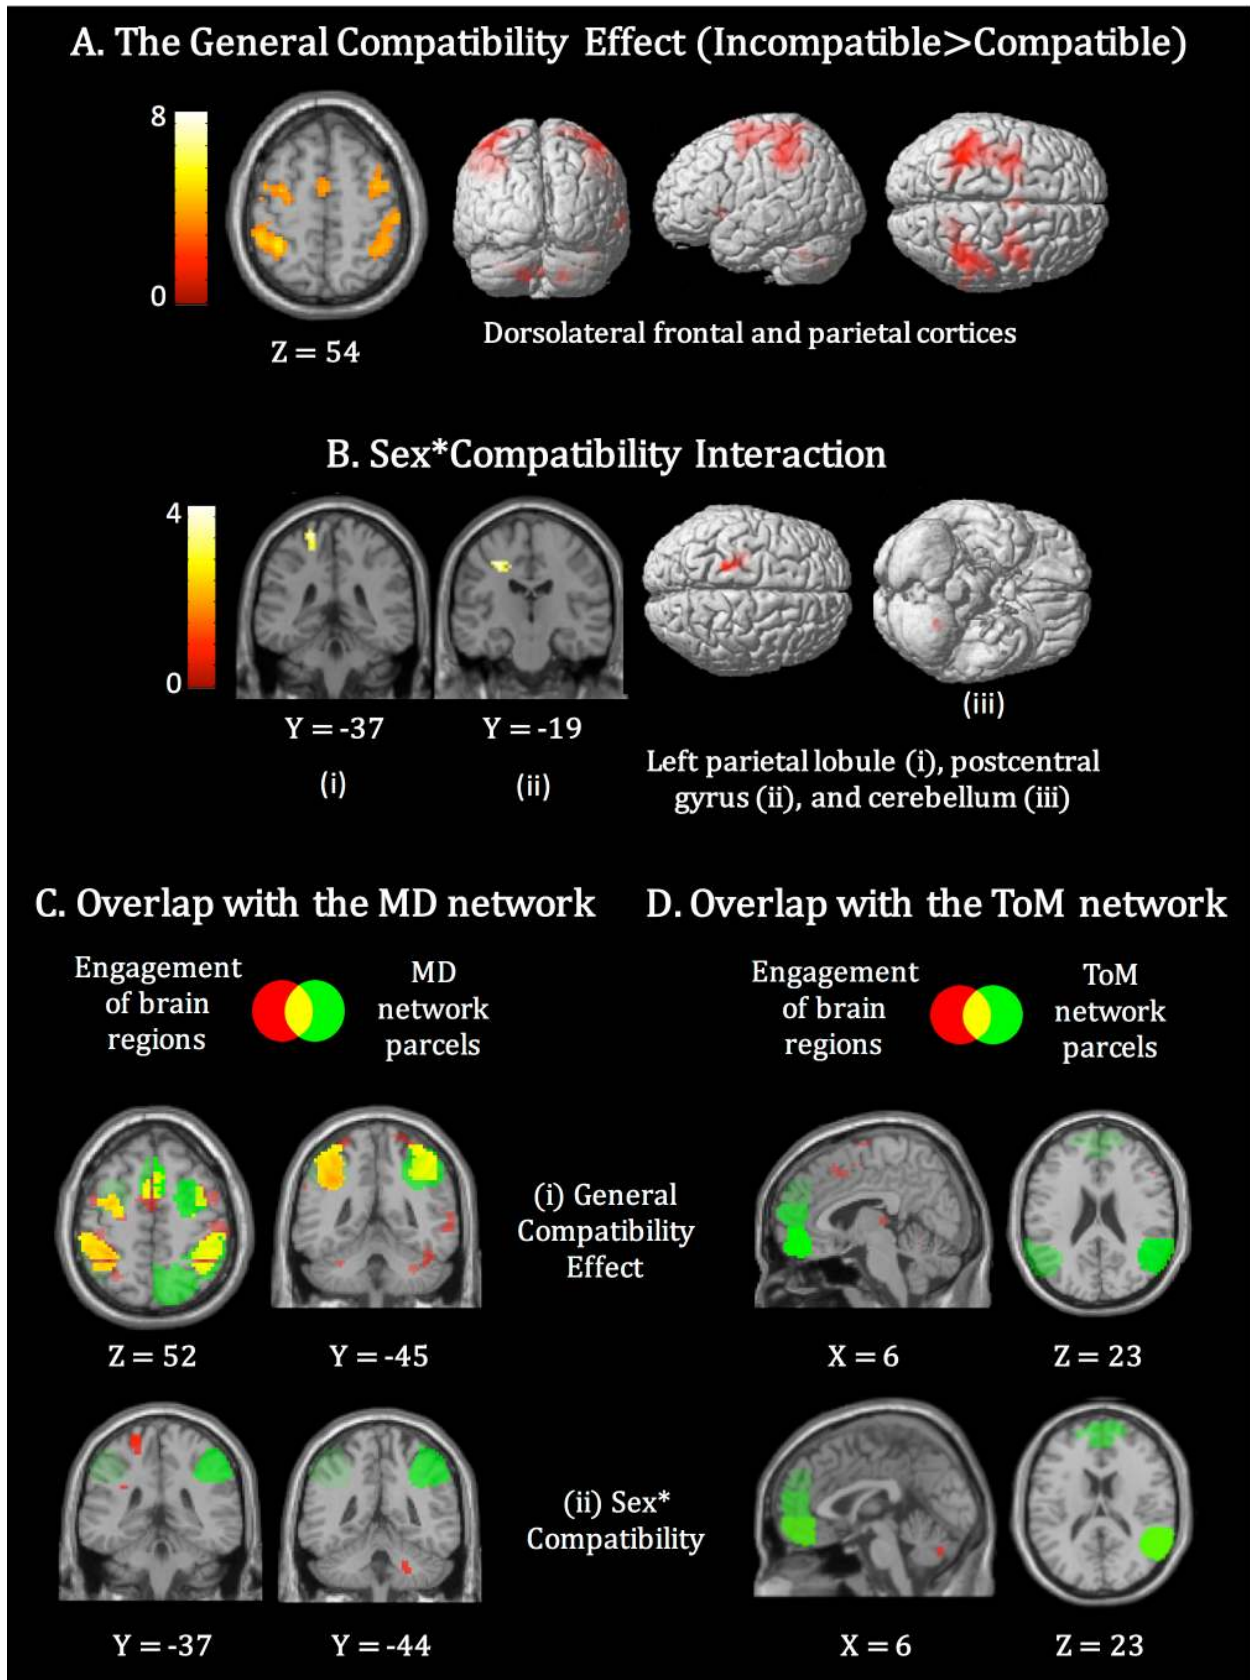 A. The General Compatibility Effect (Incompatible>Compatible)
8
0
Z = 54
Dorsolateral frontal and parietal cortices
B. Sex*Compatibility Interaction
4
0
Y = -37
Y = -19
(i)
(ii)
(iii)
Left parietal lobule (i), postcentral
gyrus (ii), and cerebellum (iii)
C. Overlap with the MD network
Engagement
of brain
regions
MD
network
parcels
D. Overlap with the ToM network
Engagement
of brain
regions
ToM
network
parcels
(i) General
Compatibility
Effect
Z = 52
Y = -45
X = 6
Z = 23
(ii) Sex*
Compatibility
Y = -37
Y = -44
X = 6
Z = 23